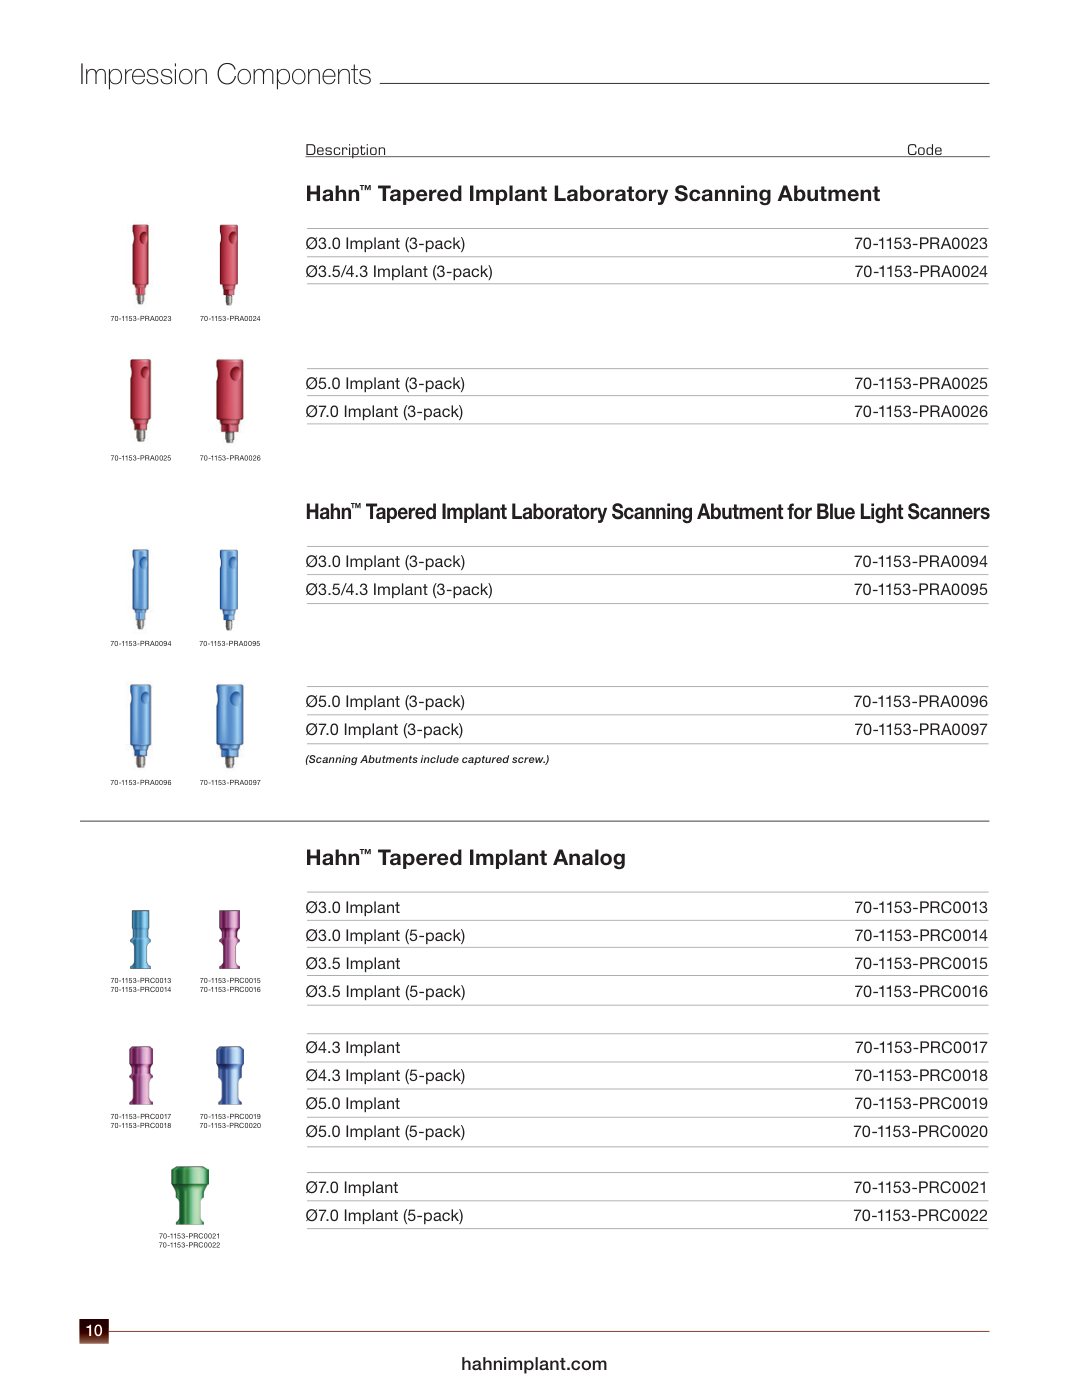 Impression Components
Description Code
Hahn™ Tapered Implant Laboratory Scanning Abutment
Ø3.0 Implant (3-pack) 70-1153-PRA0023
Ø3.5/4.3 Implant (3-pack) 70-1153-PRA0024
70-1153-PRA0023 70-1153-PRA0024
Ø5.0 Implant (3-pack) 70-1153-PRA0025
Ø7.0 Implant (3-pack) 70-1153-PRA0026
70-1153-PRA0025 70-1153-PRA0026
Hahn™ Tapered Implant Laboratory Scanning Abutment for Blue Light Scanners
Ø3.0 Implant (3-pack) 70-1153-PRA0094
Ø3.5/4.3 Implant (3-pack) 70-1153-PRA0095
70-1153-PRA0094 70-1153-PRA0095
Ø5.0 Implant (3-pack) 70-1153-PRA0096
Ø7.0 Implant (3-pack) 70-1153-PRA0097
(Scanning Abutments include captured screw.)
70-1153-PRA0096 70-1153-PRA0097
Hahn™ Tapered Implant Analog
Ø3.0 Implant 70-1153-PRC0013
Ø3.0 Implant (5-pack) 70-1153-PRC0014
Ø3.5 Implant 70-1153-PRC0015
Ø3.5 Implant (5-pack) 70-1153-PRC0016
70-1153-PRC0013 70-1153-PRC0015
70-1153-PRC0014 70-1153-PRC0016
Ø4.3 Implant 70-1153-PRC0017
Ø4.3 Implant (5-pack) 70-1153-PRC0018
Ø5.0 Implant 70-1153-PRC0019
Ø5.0 Implant (5-pack) 70-1153-PRC0020
70-1153-PRC0017 70-1153-PRC0019
70-1153-PRC0018 70-1153-PRC0020
Ø7.0 Implant 70-1153-PRC0021
Ø7.0 Implant (5-pack) 70-1153-PRC0022
70-1153-PRC0021
70-1153-PRC0022
10
hahnimplant.com